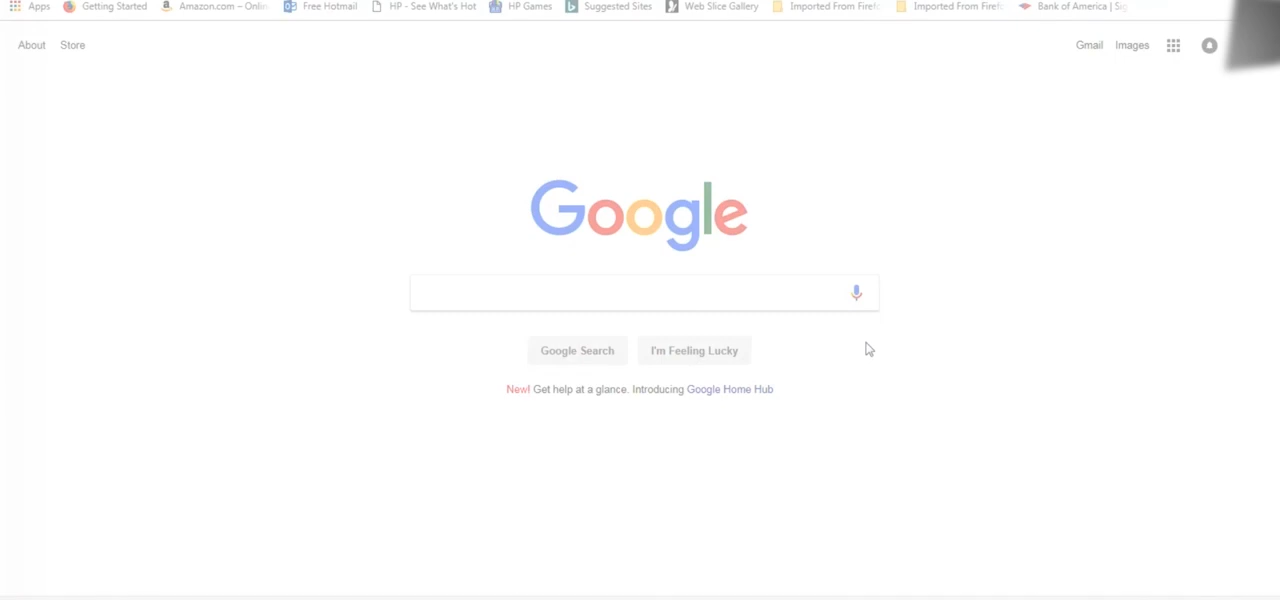 Apps Getting Started Amazon.com – Onlin Free Hotmail HP - See What's Hot HP Games Suggested Sites Web Slice Gallery Imported From Firefo Imported From Firef Bank of America | Sig
About Store Gmail Images
Google
Google Search I'm Feeling Lucky
New! Get help at a glance. Introducing Google Home Hub